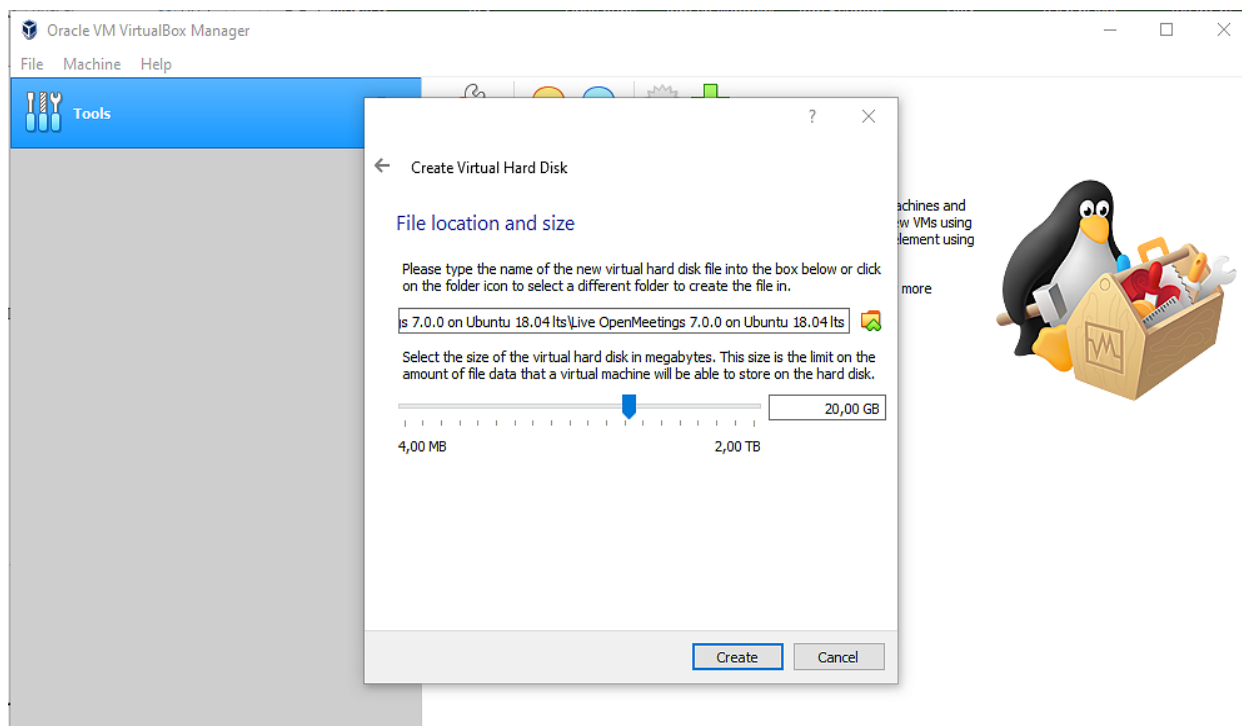 Oracle VM VirtualBox Manager
File Machine Help
Tools
?
Create Virtual Hard Disk
File location and size
achines and
ew VMs using
element using
more
Please type the name of the new virtual hard disk file into the box below or click
on the folder icon to select a different folder to create the file in.
gs 7.0.0 on Ubuntu 18.04 lts\Live OpenMeetings 7.0.0 on Ubuntu 18.04 lts
Select the size of the virtual hard disk in megabytes. This size is the limit on the
amount of file data that a virtual machine will be able to store on the hard disk.
20,00 GB
4,00 MB 2,00 TB
Create Cancel